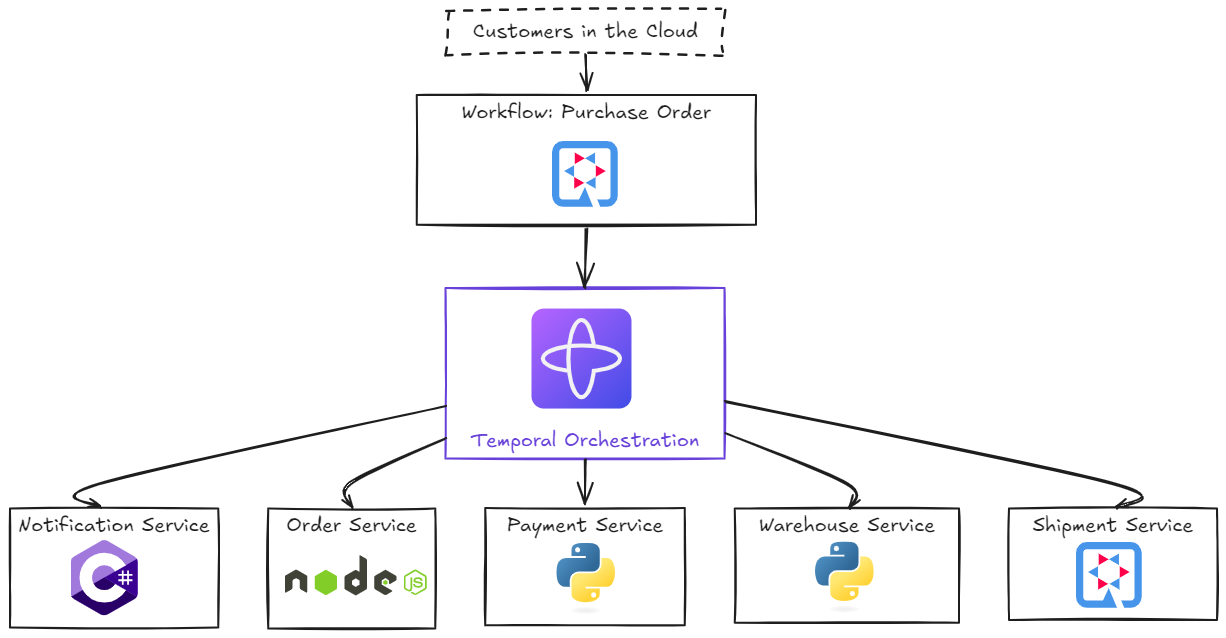 Customers in the Cloud
Workflow: Purchase Order
Temporal Orchestration
Notification Service
C#
Order Service
node
JS
Payment Service
Warehouse Service
Shipment Service